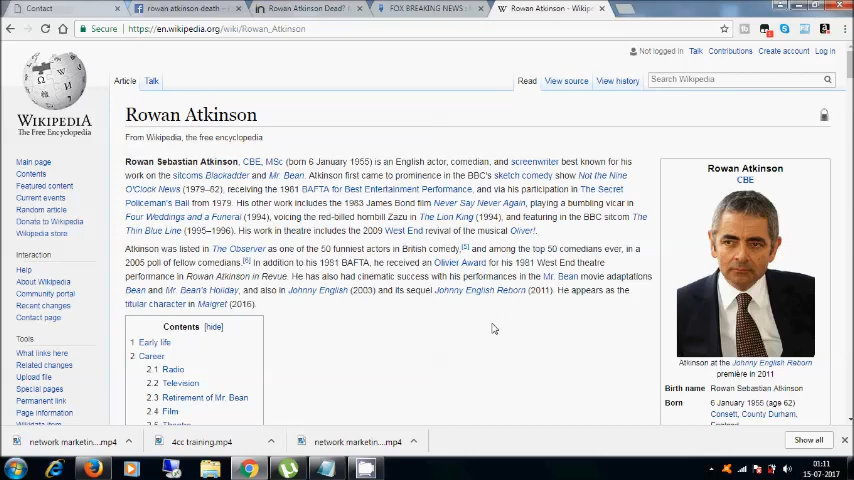 Contact
rowan atkinson-death –
Rowan Atkinson Dead?
FOX BREAKING NEWS
Rowan Atkinson - Wikip
Secure https://en.wikipedia.org/wiki/Rowan_Atkinson
Not logged in Talk Contributions Create account Log in
Article Talk Read View source View history Search Wikipedia
WIKIPEDIA
The Free Encyclopedia
Main page
Contents
Featured content
Current events
Random article
Donate to Wikipedia
Wikipedia store
Interaction
Help
About Wikipedia
Community portal
Recent changes
Contact page
Tools
What links here
Related changes
Upload file
Special pages
Permanent link
Page information
Rowan Atkinson
From Wikipedia, the free encyclopedia
Rowan Sebastian Atkinson, CBE, MSc (born 6 January 1955) is an English actor, comedian, and screenwriter best known for his
work on the sitcoms Blackadder and Mr. Bean. Atkinson first came to prominence in the BBC's sketch comedy show Not the Nine
O'Clock News (1979–82), receiving the 1981 BAFTA for Best Entertainment Performance, and via his participation in The Secret
Policeman's Ball from 1979. His other work includes the 1983 James Bond film Never Say Never Again, playing a bumbling vicar in
Four Weddings and a Funeral (1994), voicing the red-billed hornbill Zazu in The Lion King (1994), and featuring in the BBC sitcom The
Thin Blue Line (1995–1996). His work in theatre includes the 2009 West End revival of the musical Oliver!.
Atkinson was listed in The Observer as one of the 50 funniest actors in British comedy,[5] and among the top 50 comedians ever, in a
2005 poll of fellow comedians.[6] In addition to his 1981 BAFTA, he received an Olivier Award for his 1981 West End theatre
performance in Rowan Atkinson in Revue. He has also had cinematic success with his performances in the Mr. Bean movie adaptations
Bean and Mr. Bean's Holiday, and also in Johnny English (2003) and its sequel Johnny English Reborn (2011). He appears as the
titular character in Maigret (2016).
Contents [hide]
1 Early life
2 Career
2.1 Radio
2.2 Television
2.3 Retirement of Mr. Bean
2.4 Film
Rowan Atkinson
CBE
Atkinson at the Johnny English Reborn
première in 2011
Birth name Rowan Sebastian Atkinson
Born 6 January 1955 (age 62)
Consett, County Durham,
network marketin....mp4
4cc training.mp4
network marketin....mp4
Show all
01:11
15-07-2017